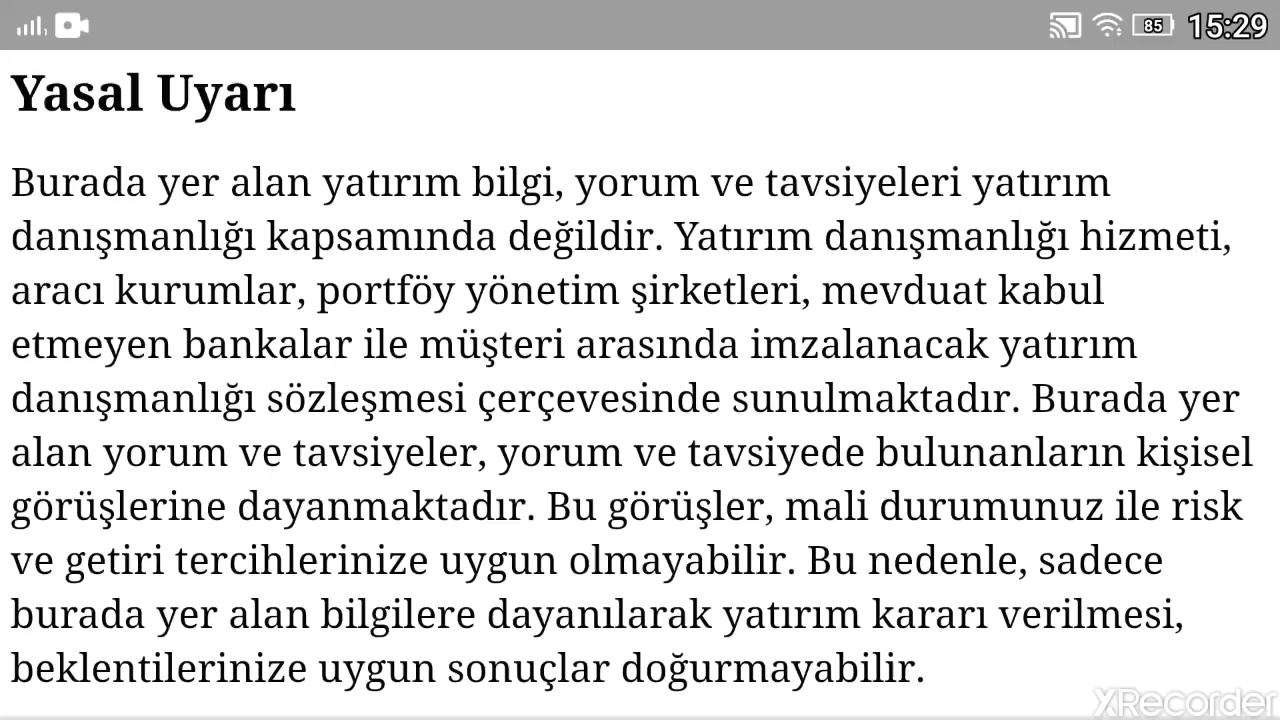 85 15:29
Yasal Uyarı
Burada yer alan yatırım bilgi, yorum ve tavsiyeleri yatırım
danışmanlığı kapsamında değildir. Yatırım danışmanlığı hizmeti,
aracı kurumlar, portföy yönetim şirketleri, mevduat kabul
etmeyen bankalar ile müşteri arasında imzalanacak yatırım
danışmanlığı sözleşmesi çerçevesinde sunulmaktadır. Burada yer
alan yorum ve tavsiyeler, yorum ve tavsiyede bulunanların kişisel
görüşlerine dayanmaktadır. Bu görüşler, mali durumunuz ile risk
ve getiri tercihlerinize uygun olmayabilir. Bu nedenle, sadece
burada yer alan bilgilere dayanılarak yatırım kararı verilmesi,
beklentilerinize uygun sonuçlar doğurmayabilir.
XRecorder